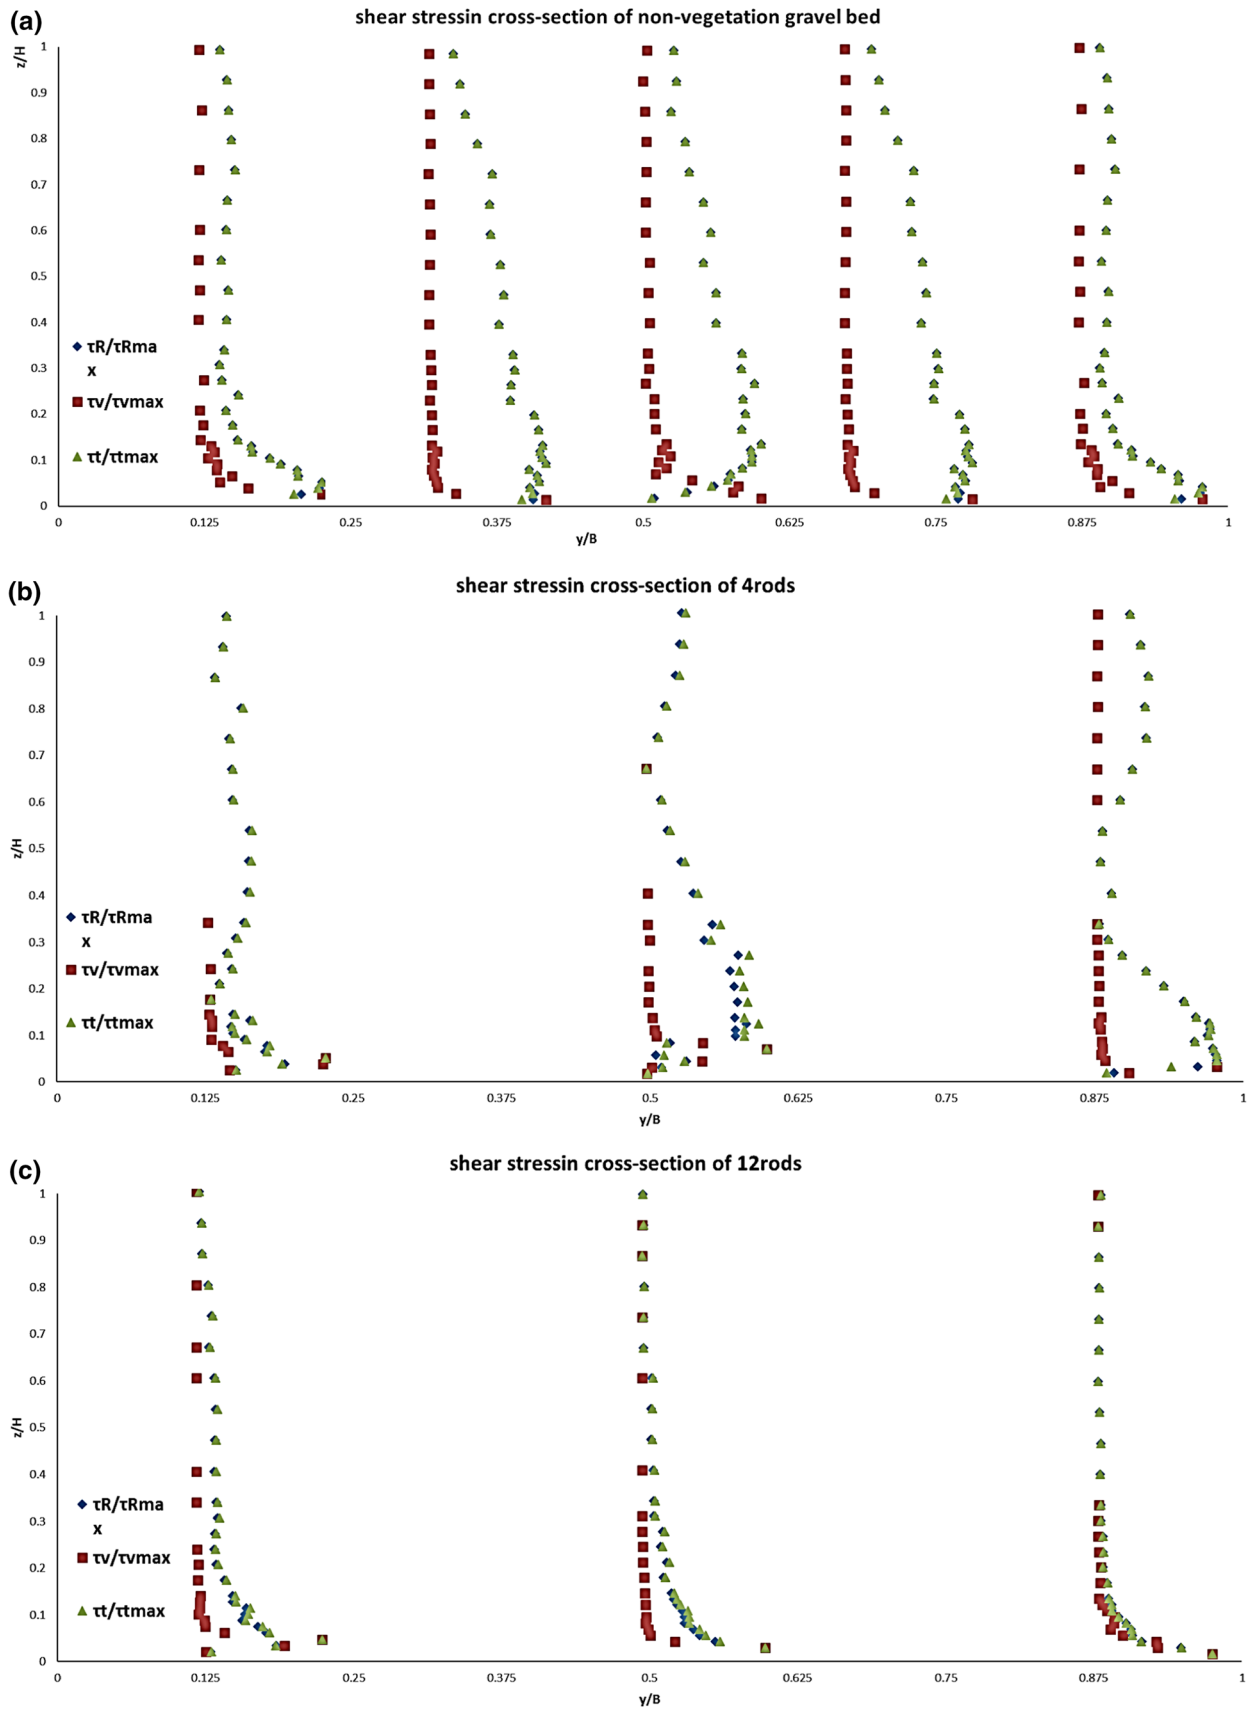 (a)
shear stressin cross-section of non-vegetation gravel bed
z/H
1
0.9
0.8
0.7
0.6
0.5
0.4
0.3
0.2
0.1
0
τR/τRma
x
τv/τvmax
τt/τtmax
0 0.125 0.25 0.375 0.5 0.625 0.75 0.875 1
y/B
(b)
shear stressin cross-section of 4rods
1
0.9
0.8
0.7
0.6
z/H
0.5
0.4
0.3
0.2
0.1
0
τR/τRma
x
τv/τvmax
τt/τtmax
0 0.125 0.25 0.375 0.5 0.625 0.75 0.875 1
y/B
(c)
shear stressin cross-section of 12rods
1
0.9
0.8
0.7
0.6
z/H
0.5
0.4
0.3
0.2
0.1
0
τR/τRma
x
τv/τvmax
τt/τtmax
0 0.125 0.25 0.375 0.5 0.625 0.75 0.875 1
y/B